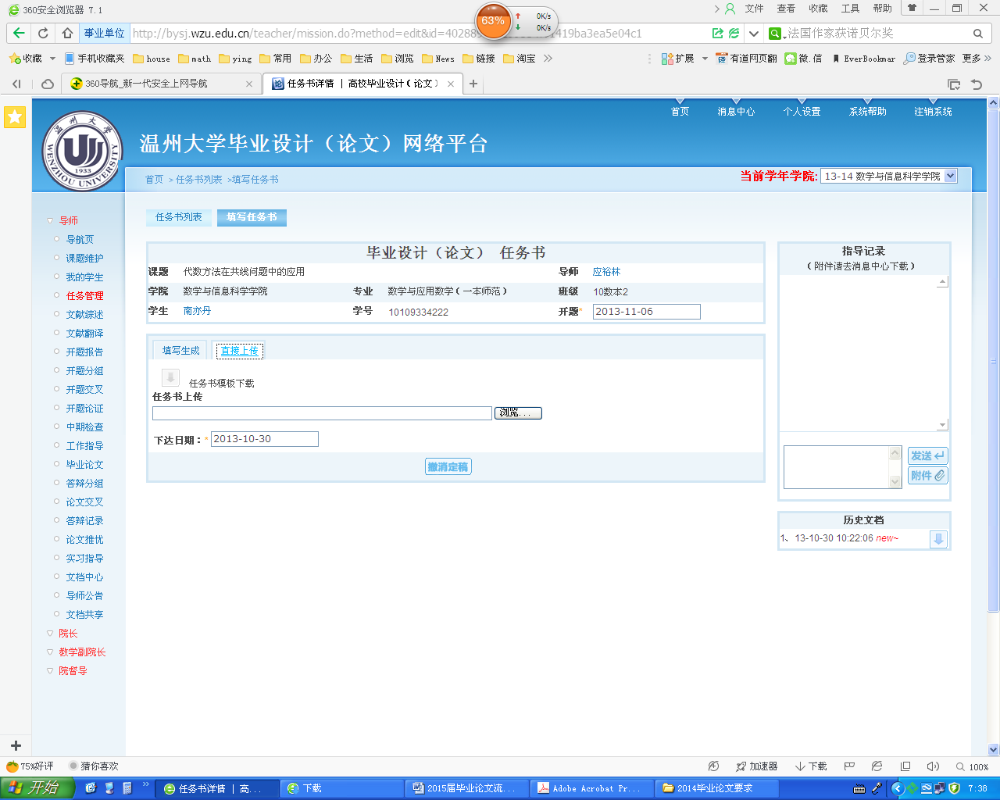 360安全浏览器 7.1
文件 查看 收藏 工具 帮助
63% 0K/s
0K/s
事业单位 http://bysj.wzu.edu.cn/teacher/mission.do?method=edit&id=40288 419ba3ea5e04c1
法国作家获诺贝尔奖
收藏 手机收藏夹 house math ying 常用 办公 生活 浏览 News 链接 淘宝 扩展 有道网页翻 微.信 EverBookmar 登录管家 更多
360导航_新一代安全上网导航 任务书详情 | 高校毕业设计（论文）
首页 消息中心 个人设置 系统帮助 注销系统
温州大学
WENZHOU UNIVERSITY
1933
温州大学毕业设计（论文）网络平台
首页 >任务书列表 >填写任务书
当前学年学院: 13-14 数学与信息科学学院
任务书列表 填写任务书
导师
导航页
课题维护
我的学生
任务管理
文献综述
文献翻译
开题报告
开题分组
开题交叉
开题论证
中期检查
工作指导
毕业论文
答辩分组
论文交叉
答辩记录
论文推优
实习指导
文档中心
导师公告
文档共享
院长
教学副院长
院督导
毕业设计（论文） 任务书
课题 代数方法在共线问题中的应用 导师 应裕林
学院 数学与信息科学学院 专业 数学与应用数学（一本师范） 班级 10数本2
学生 南亦丹 学号 10109334222 开题* 2013-11-06
填写生成 直接上传
任务书模板下载
任务书上传
浏览...
下达日期：* 2013-10-30
撤消定稿
指导记录
（附件请去消息中心下载）
发送
附件
历史文档
1、13-10-30 10:22:06 new~
75%好评 猜你喜欢 加速器 下载 100%
开始 任务书详情 | 高... 下载 2015届毕业论文流... Adobe Acrobat Pr... 2014毕业论文要求 7:38